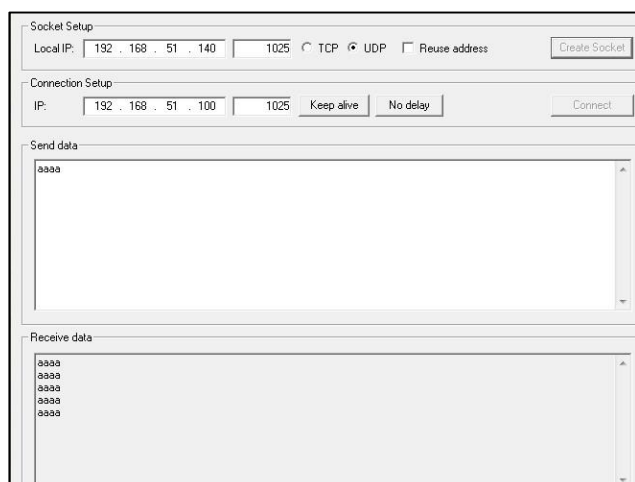 Socket Setup
Local IP: 192 . 168 . 51 . 140 1025 TCP UDP Reuse address Create Socket
Connection Setup
IP: 192 . 168 . 51 . 100 1025 Keep alive No delay Connect
Send data
aaaa
Receive data
aaaa
aaaa
aaaa
aaaa
aaaa